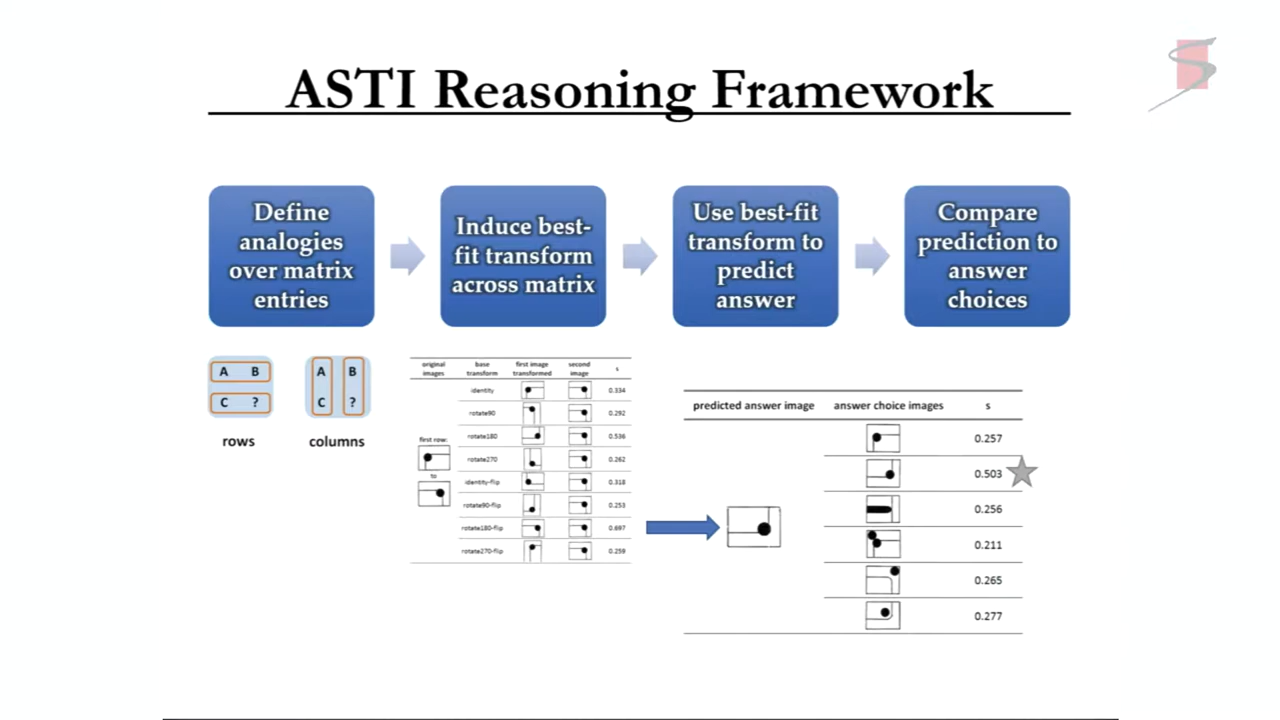 ASTI Reasoning Framework
Define
analogies
over matrix
entries
Induce best-
fit transform
across matrix
Use best-fit
transform to
predict
answer
Compare
prediction to
answer
choices
A B
C ?
rows
A B
C ?
columns
original images base transform first image transformed second image s
first row:
to
identity 0.334
rotate90 0.292
rotate180 0.536
rotate270 0.262
identity-flip 0.318
rotate90-flip 0.253
rotate180-flip 0.697
rotate270-flip 0.259
predicted answer image answer choice images s
0.257
0.503
0.256
0.211
0.265
0.277